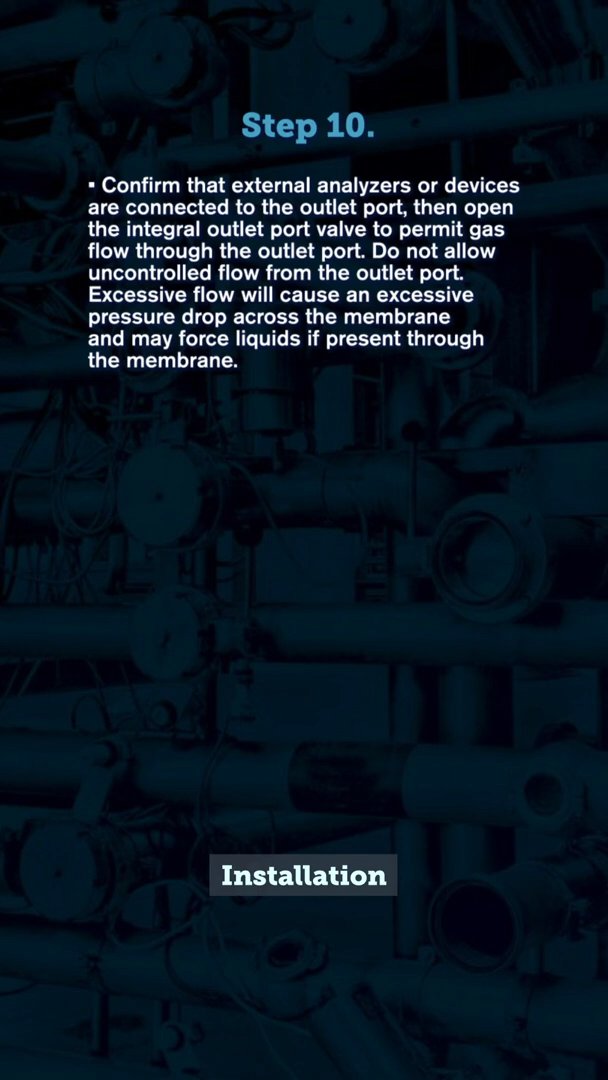 Step 10.
▪ Confirm that external analyzers or devices
are connected to the outlet port, then open
the integral outlet port valve to permit gas
flow through the outlet port. Do not allow
uncontrolled flow from the outlet port.
Excessive flow will cause an excessive
pressure drop across the membrane
and may force liquids if present through
the membrane.
Installation